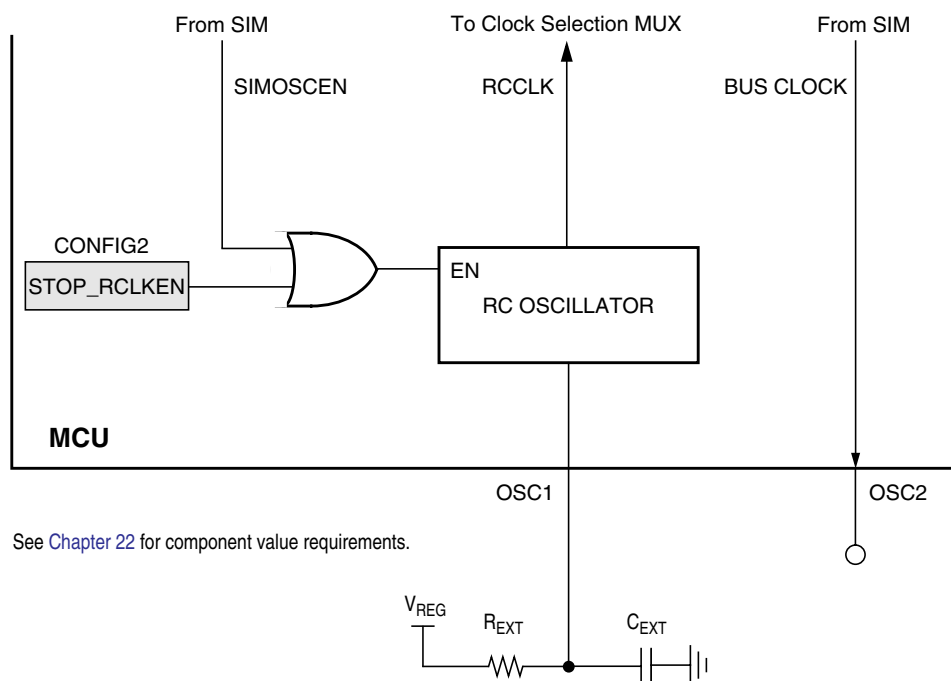 From SIM
To Clock Selection MUX
From SIM
SIMOSCEN
RCCLK
BUS CLOCK
CONFIG2
STOP_RCLKEN
EN
RC OSCILLATOR
MCU
OSC1
OSC2
See Chapter 22 for component value requirements.
VREG
REXT
CEXT